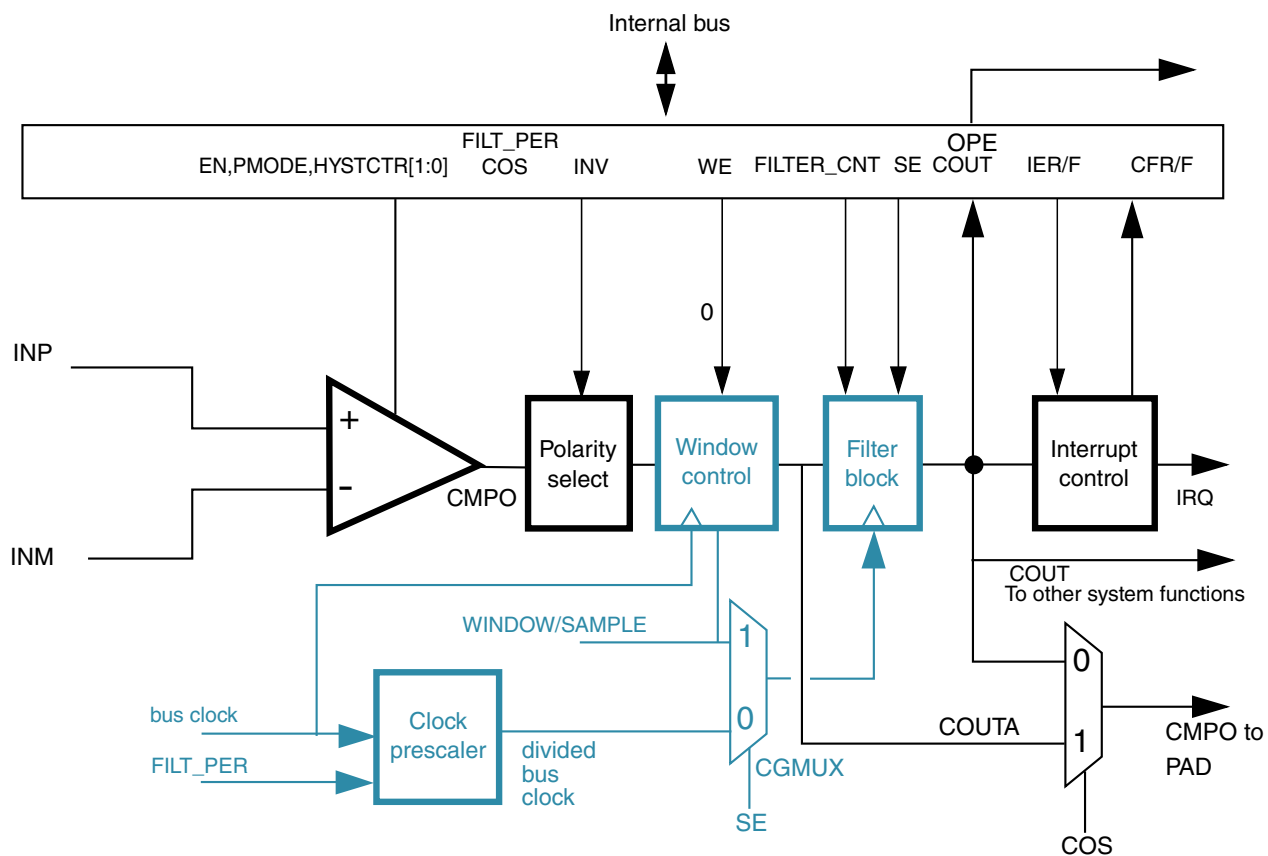 Internal bus
FILT_PER
OPE
EN,PMODE,HYSTCTR[1:0]
COS
INV
WE
FILTER_CNT
SE
COUT
IER/F
CFR/F
0
INP
+
Polarity
select
Window
control
Filter
block
Interrupt
control
-
CMPO
IRQ
INM
COUT
To other system functions
WINDOW/SAMPLE
1
0
0
1
bus clock
Clock
prescaler
FILT_PER
divided
bus
clock
CGMUX
SE
COUTA
CMPO to
PAD
COS